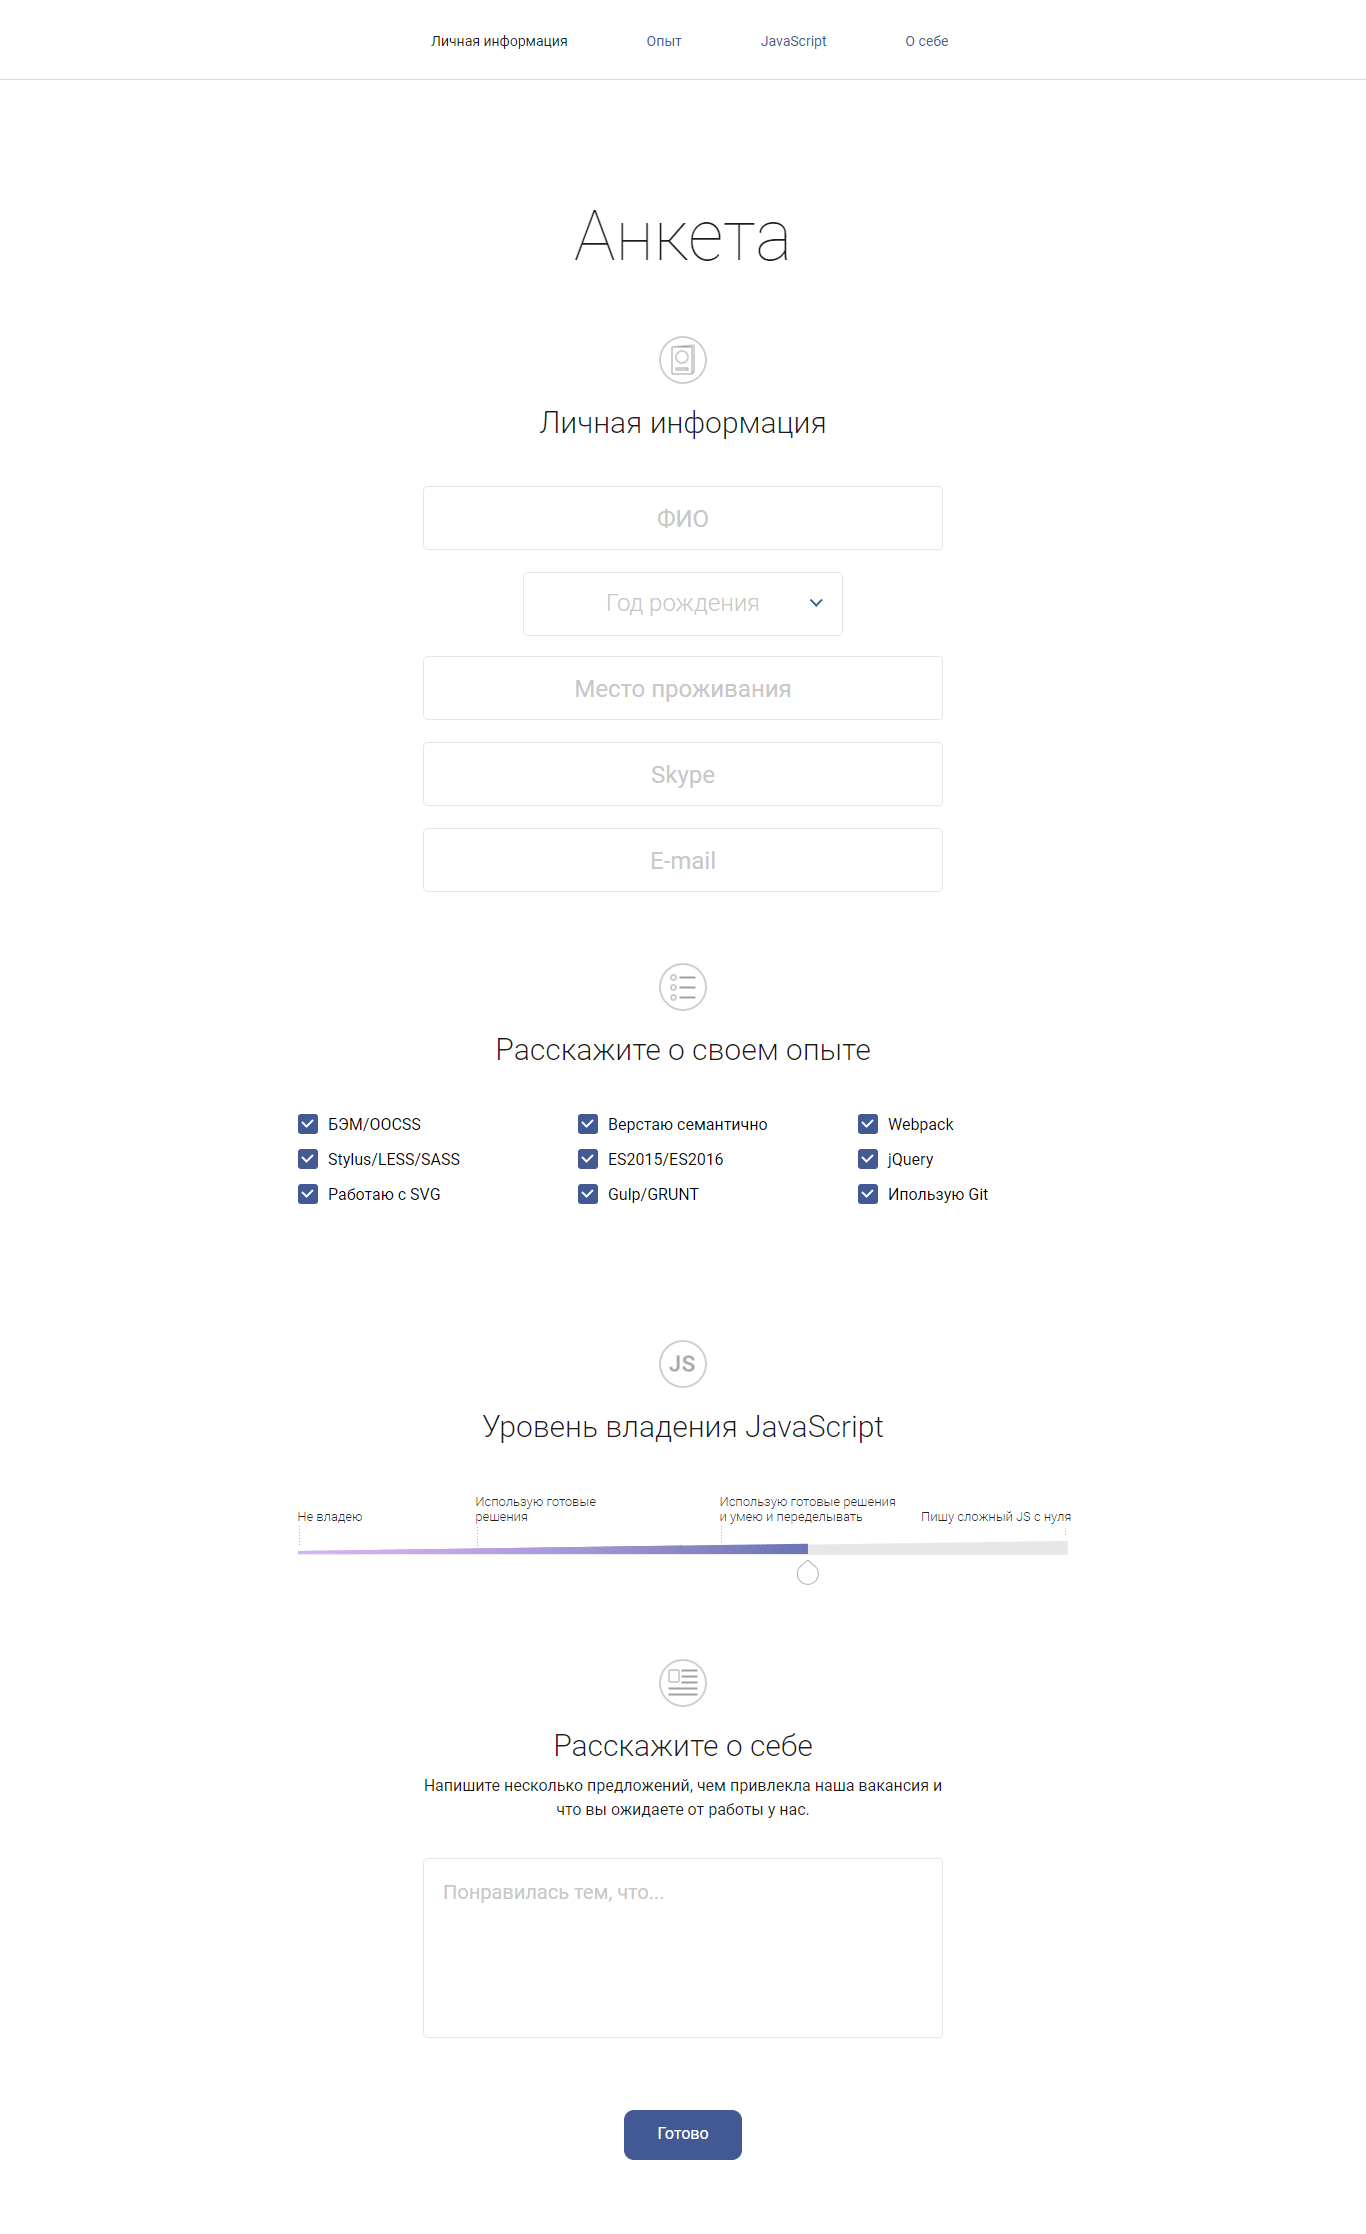 Личная информация Опыт JavaScript О себе
Анкета
Личная информация
ФИО
Год рождения
Место проживания
Skype
E-mail
Расскажите о своем опыте
БЭМ/OOCSS Верстаю семантично Webpack
Stylus/LESS/SASS ES2015/ES2016 jQuery
Работаю с SVG Gulp/GRUNT Ипользую Git
JS
Уровень владения JavaScript
Не владею
Использую готовые
решения
Использую готовые решения
и умею и переделывать
Пишу сложный JS с нуля
Расскажите о себе
Напишите несколько предложений, чем привлекла наша вакансия и
что вы ожидаете от работы у нас.
Понравилась тем, что...
Готово